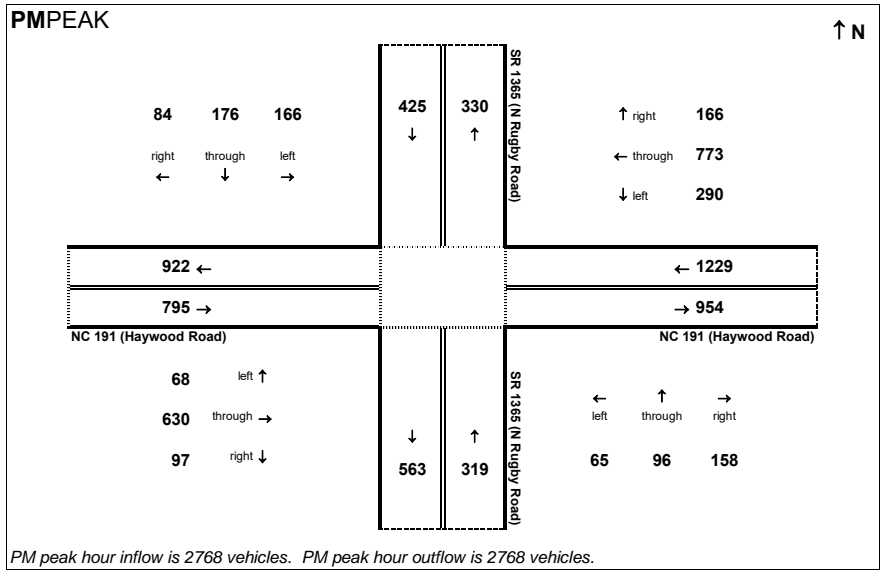 PMPEAK
↑ N
84 176 166
right through left
← ↓ →
425 330
↓ ↑
SR 1365 (N Rugby Road)
↑ right 166
← through 773
↓ left 290
922 ←
795 →
← 1229
→ 954
NC 191 (Haywood Road)
NC 191 (Haywood Road)
68 left ↑
630 through →
97 right ↓
↓ ↑
563 319
SR 1365 (N Rugby Road)
← ↑ →
left through right
65 96 158
PM peak hour inflow is 2768 vehicles. PM peak hour outflow is 2768 vehicles.